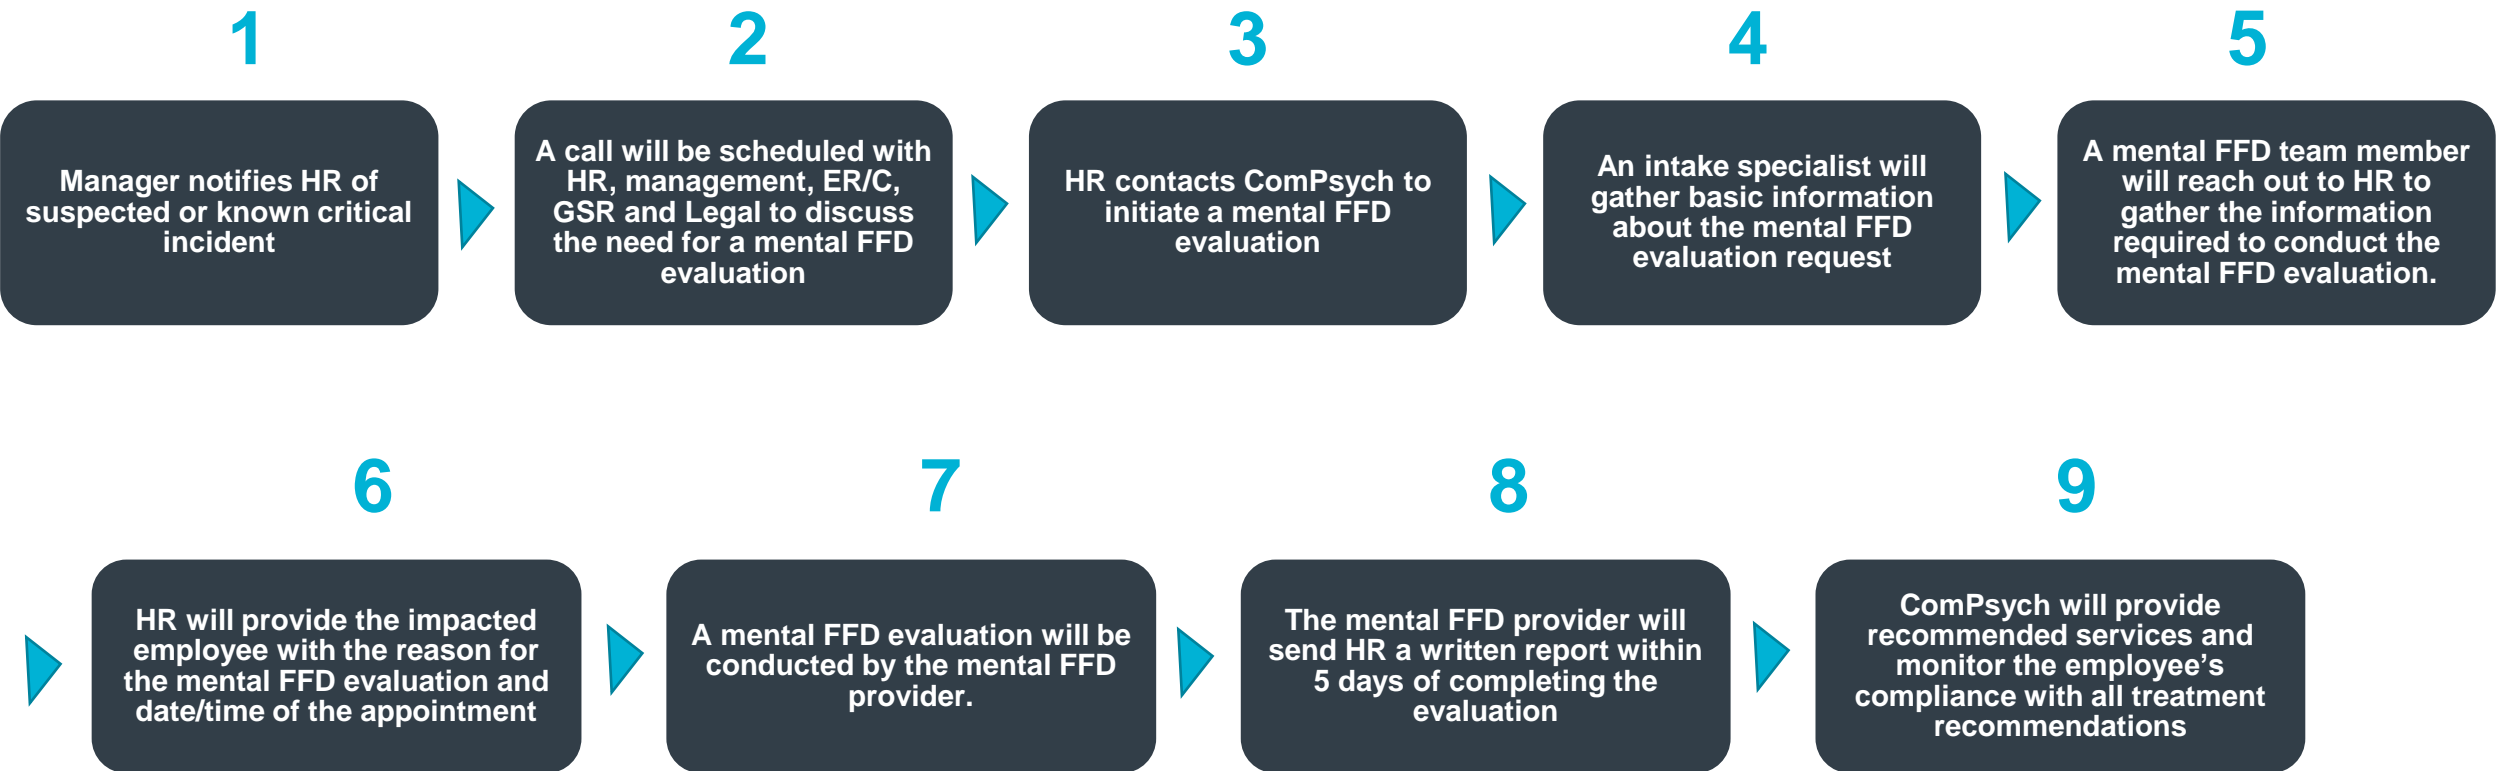 1
2
3
4
5
Manager notifies HR of
suspected or known critical
incident
A call will be scheduled with
HR, management, ER/C,
GSR and Legal to discuss
the need for a mental FFD
evaluation
HR contacts ComPsych to
initiate a mental FFD
evaluation
An intake specialist will
gather basic information
about the mental FFD
evaluation request
A mental FFD team member
will reach out to HR to
gather the information
required to conduct the
mental FFD evaluation.
6
7
8
9
HR will provide the impacted
employee with the reason for
the mental FFD evaluation and
date/time of the appointment
A mental FFD evaluation will be
conducted by the mental FFD
provider.
The mental FFD provider will
send HR a written report within
5 days of completing the
evaluation
ComPsych will provide
recommended services and
monitor the employee’s
compliance with all treatment
recommendations